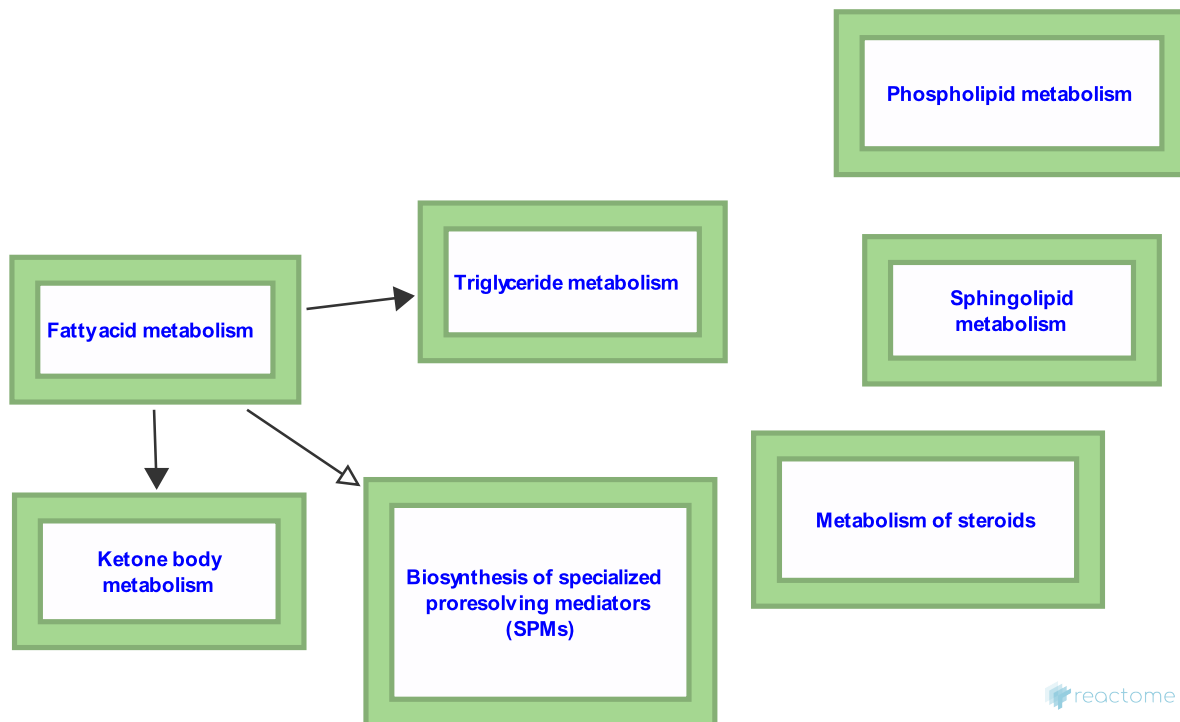 Phospholipid metabolism
Triglyceride metabolism
Sphingolipid
metabolism
Fattyacid metabolism
Metabolism of steroids
Ketone body
metabolism
Biosynthesis of specialized
proresolving mediators
(SPMs)
reactome